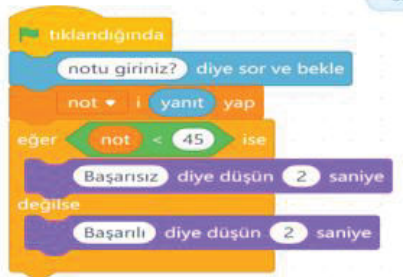 tıklandığında
notu giriniz? diye sor ve bekle
not i yanıt yap
eğer not < 45 ise
Başarısız diye düşün 2 saniye
değilse
Başarılı diye düşün 2 saniye